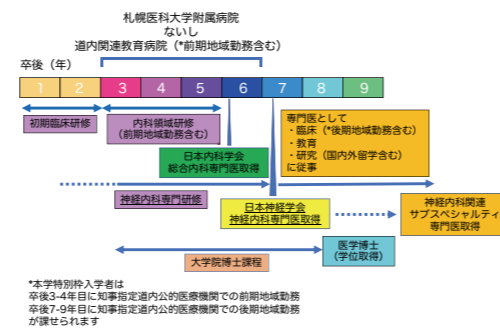 札幌医科大学附属病院
ないし
道内関連教育病院（*前期地域勤務含む）
卒後（年）
1 2 3 4 5 6 7 8 9
初期臨床研修
内科領域研修
（前期地域勤務含む）
専門医として
・臨床（*後期地域勤務含む）
・教育
・研究（国内外留学含む）
に従事
日本内科学会
総合内科専門医取得
神経内科専門研修
日本神経学会
神経内科専門医取得
神経内科関連
サブスペシャルティ
専門医取得
大学院博士課程
医学博士
（学位取得）
*本学特別枠入学者は
卒後3-4年目に知事指定道内公的医療機関での前期地域勤務
卒後7-9年目に知事指定道内公的医療機関での後期地域勤務
が課せられます